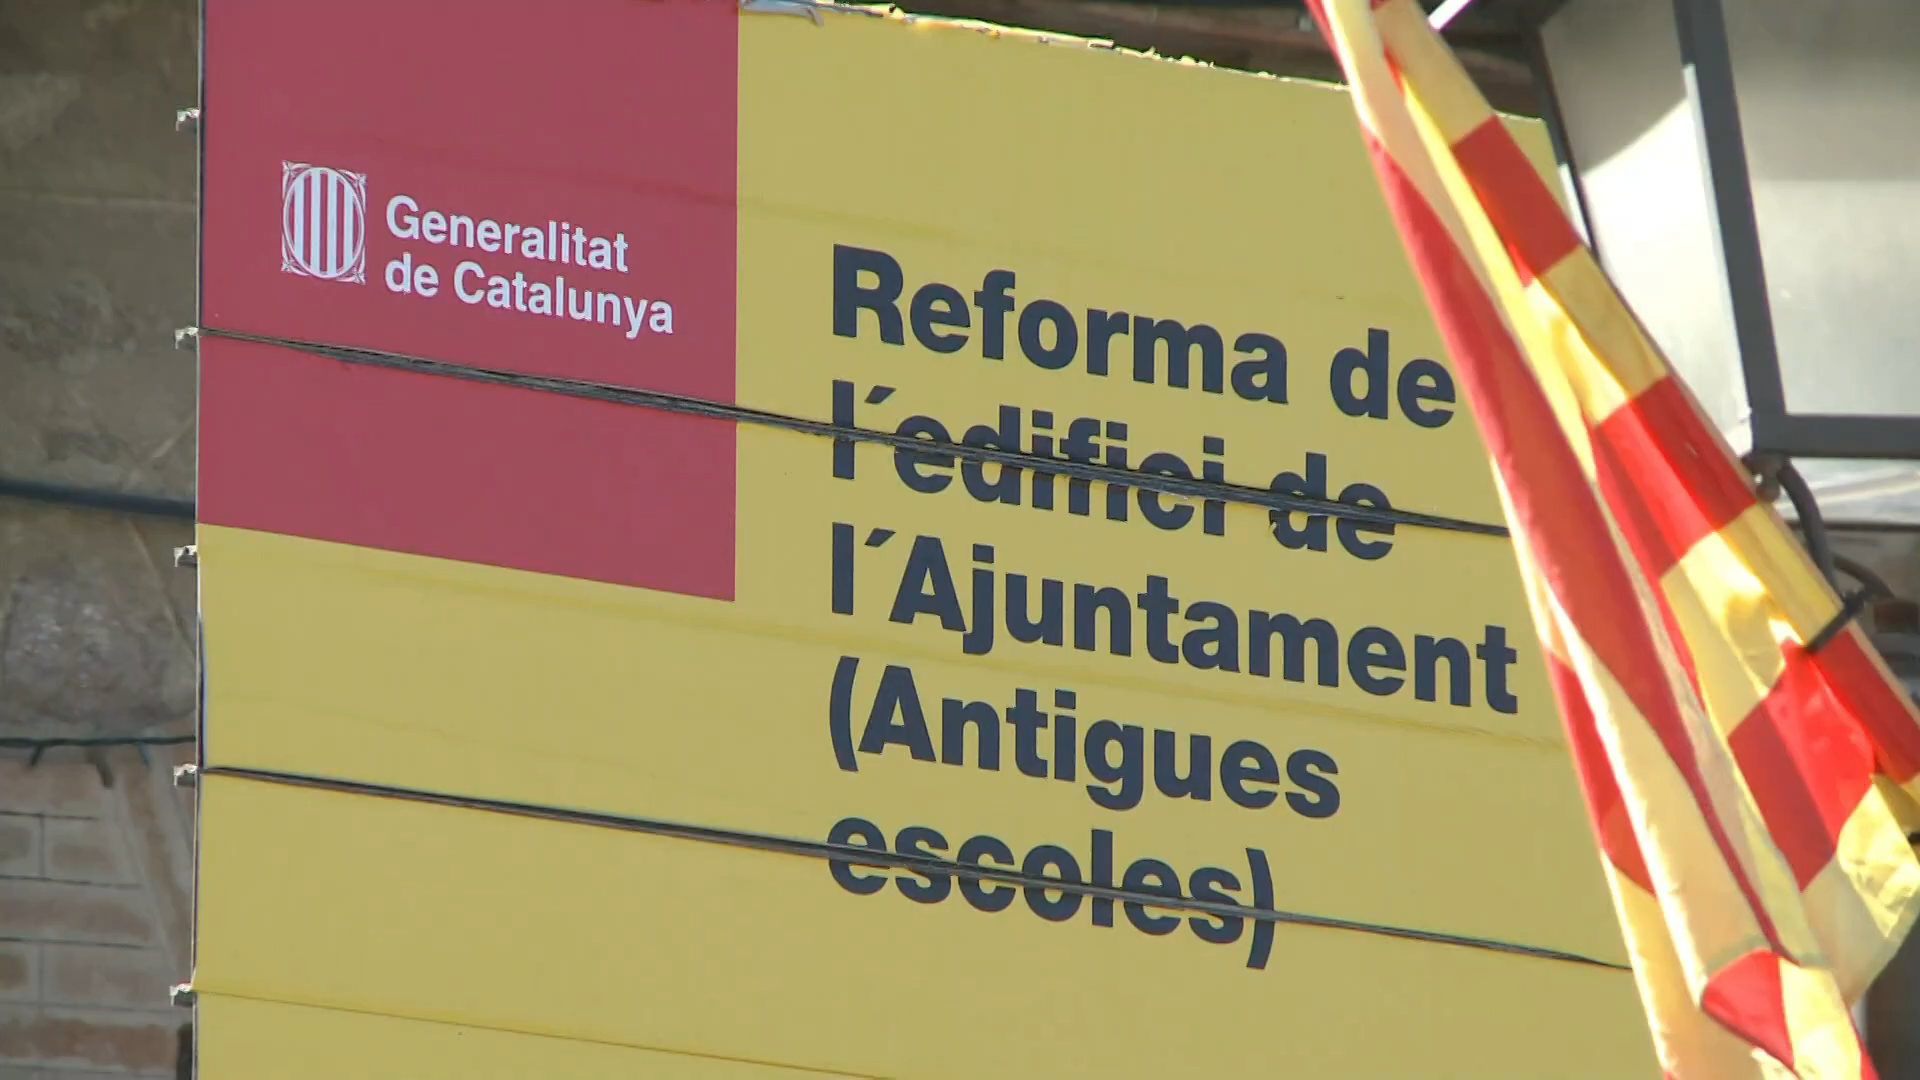 Generalitat
de Catalunya
Reforma de
l´edifici de
l´Ajuntament
(Antigues
escoles)